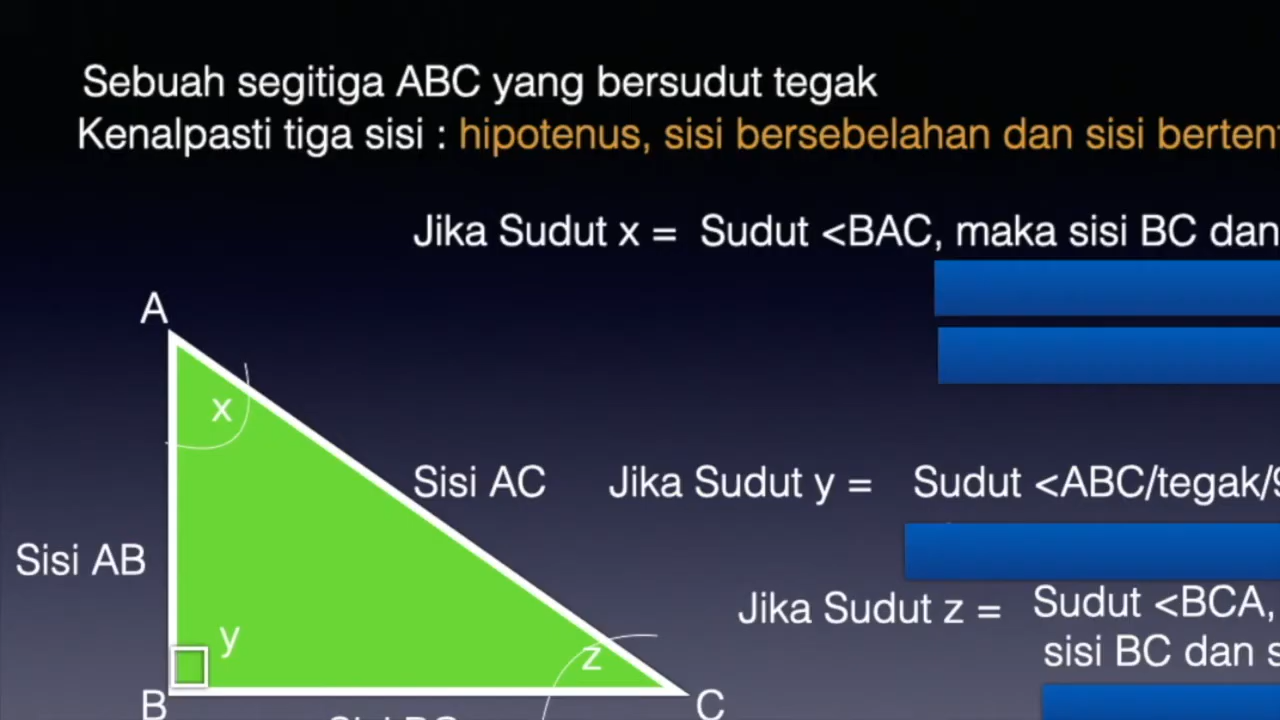 Sebuah segitiga ABC yang bersudut tegak
Kenalpasti tiga sisi : hipotenus, sisi bersebelahan dan sisi
Jika Sudut x = Sudut <BAC, maka sisi BC dan
A
x
Sisi AC
Jika Sudut y = Sudut <ABC/tegak/
Sisi AB
Jika Sudut z = Sudut <BCA,
sisi BC dan
y
z
B
C
Sisi BC